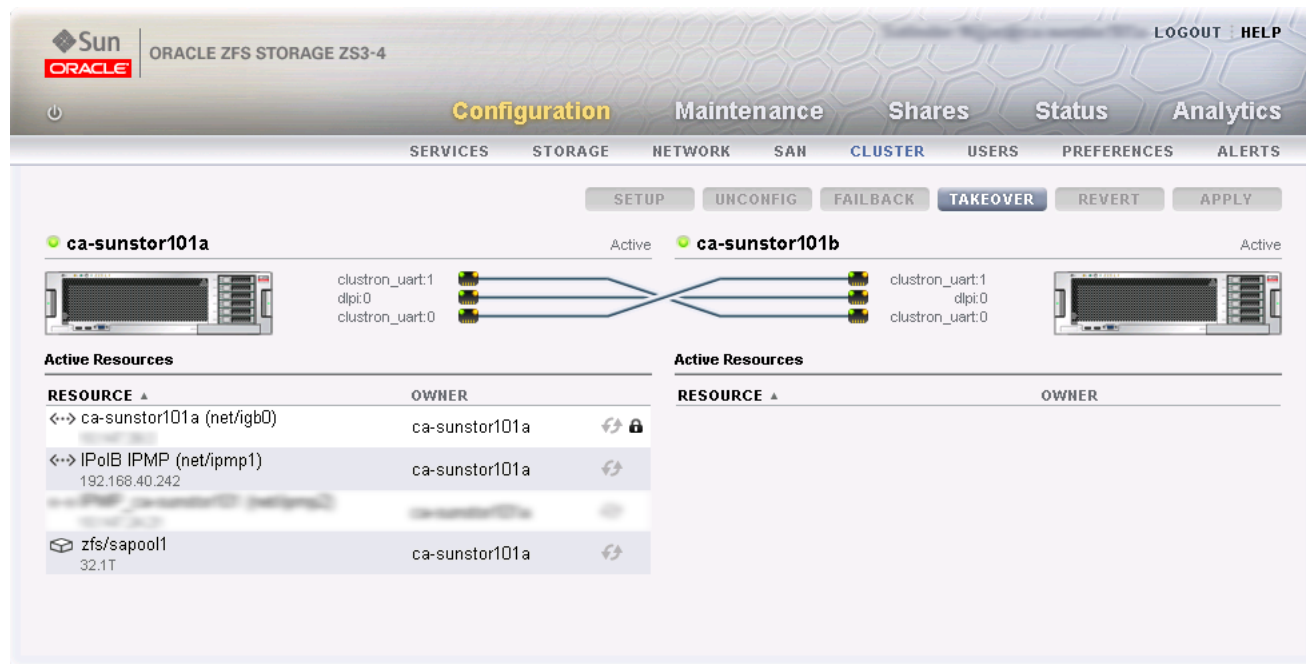 Sun
ORACLE
ORACLE ZFS STORAGE ZS3-4
LOGOUT HELP
Configuration Maintenance Shares Status Analytics
SERVICES STORAGE NETWORK SAN CLUSTER USERS PREFERENCES ALERTS
SETUP UNCONFIG FAILBACK TAKEOVER REVERT APPLY
ca-sunstor101a Active
clustron_uart:1
dlpi:0
clustron_uart:0
Active Resources
RESOURCE ▲ OWNER
ca-sunstor101a (net/igb0) ca-sunstor101a
IPoIB IPMP (net/ipmp1) ca-sunstor101a
192.168.40.242
zfs/sapool1 ca-sunstor101a
32.1T
ca-sunstor101b Active
clustron_uart:1
dlpi:0
clustron_uart:0
Active Resources
RESOURCE ▲ OWNER